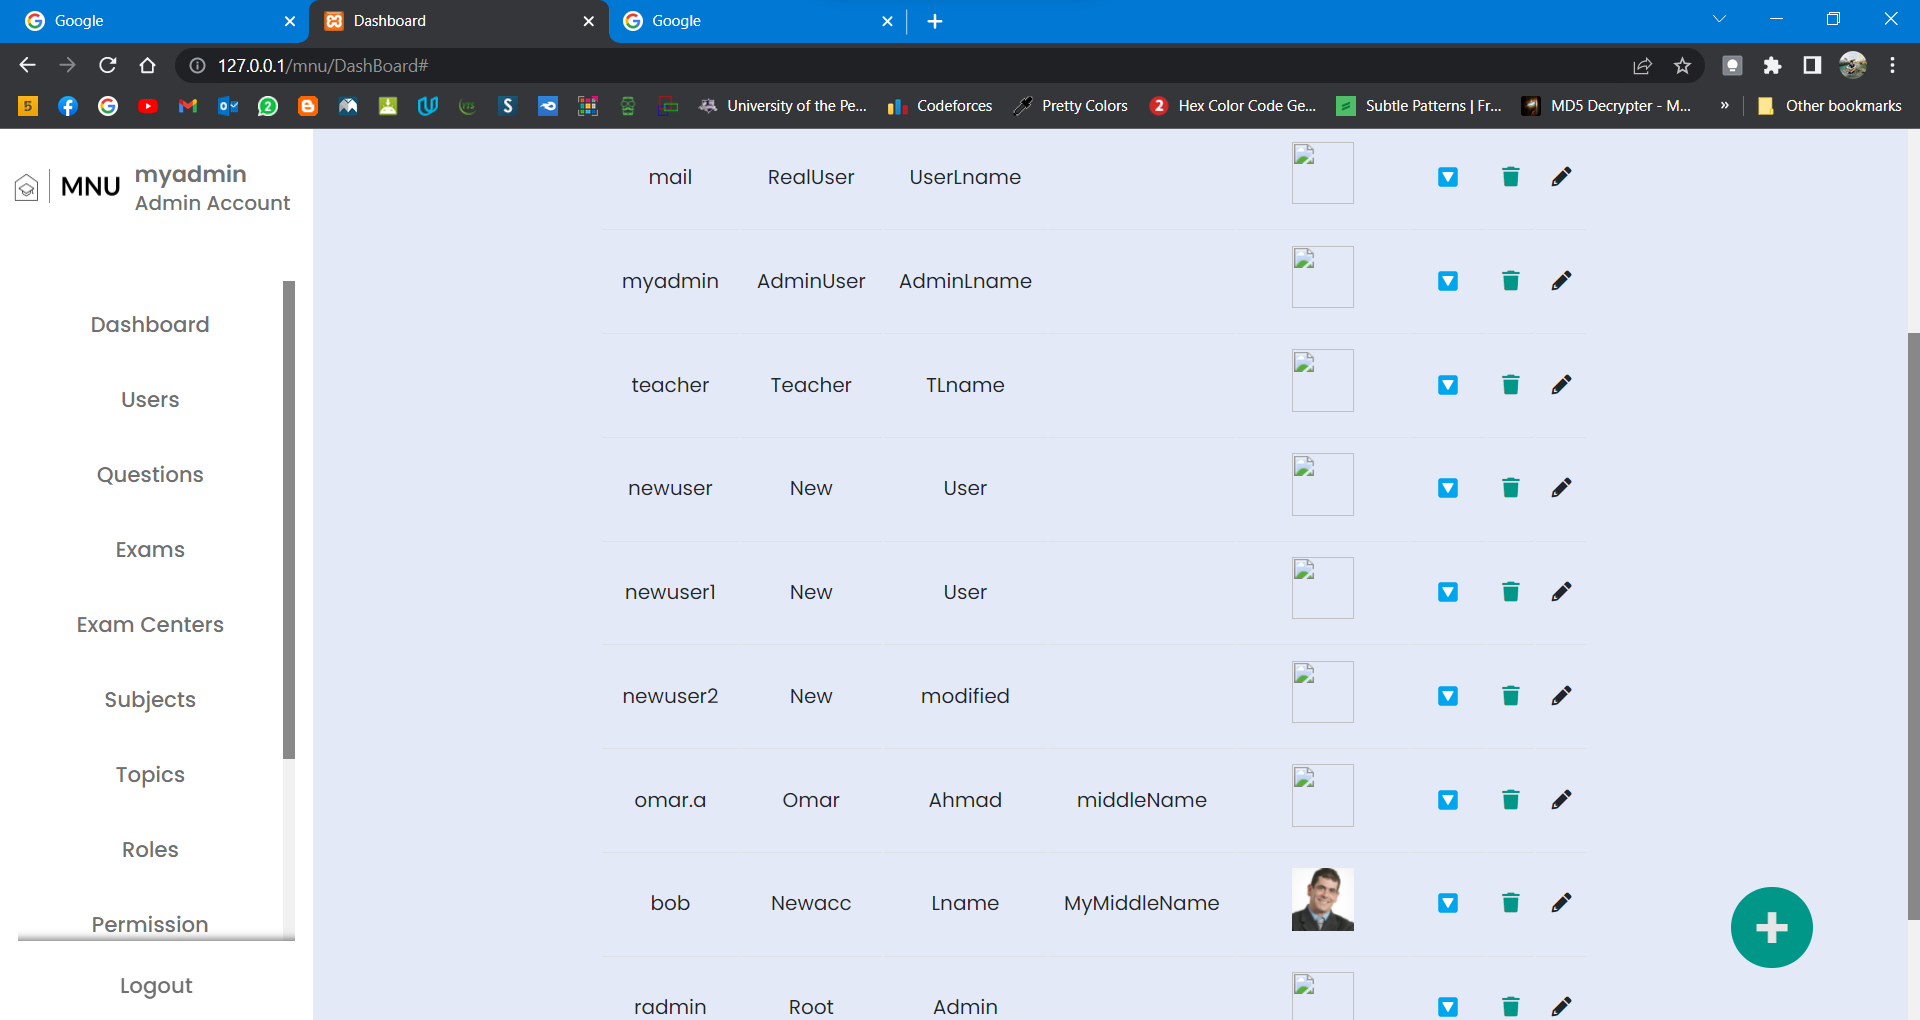 Google
Dashboard
Google
127.0.0.1/mnu/DashBoard#
5
2
S
University of the Pe...
Codeforces
Pretty Colors
2
Hex Color Code Ge...
Subtle Patterns | Fr...
MD5 Decrypter - M...
»
Other bookmarks
MNU
myadmin
Admin Account
Dashboard
Users
Questions
Exams
Exam Centers
Subjects
Topics
Roles
Permission
Logout
mail RealUser UserLname
myadmin AdminUser AdminLname
teacher Teacher TLname
newuser New User
newuser1 New User
newuser2 New modified
omar.a Omar Ahmad middleName
bob Newacc Lname MyMiddleName
radmin Root Admin